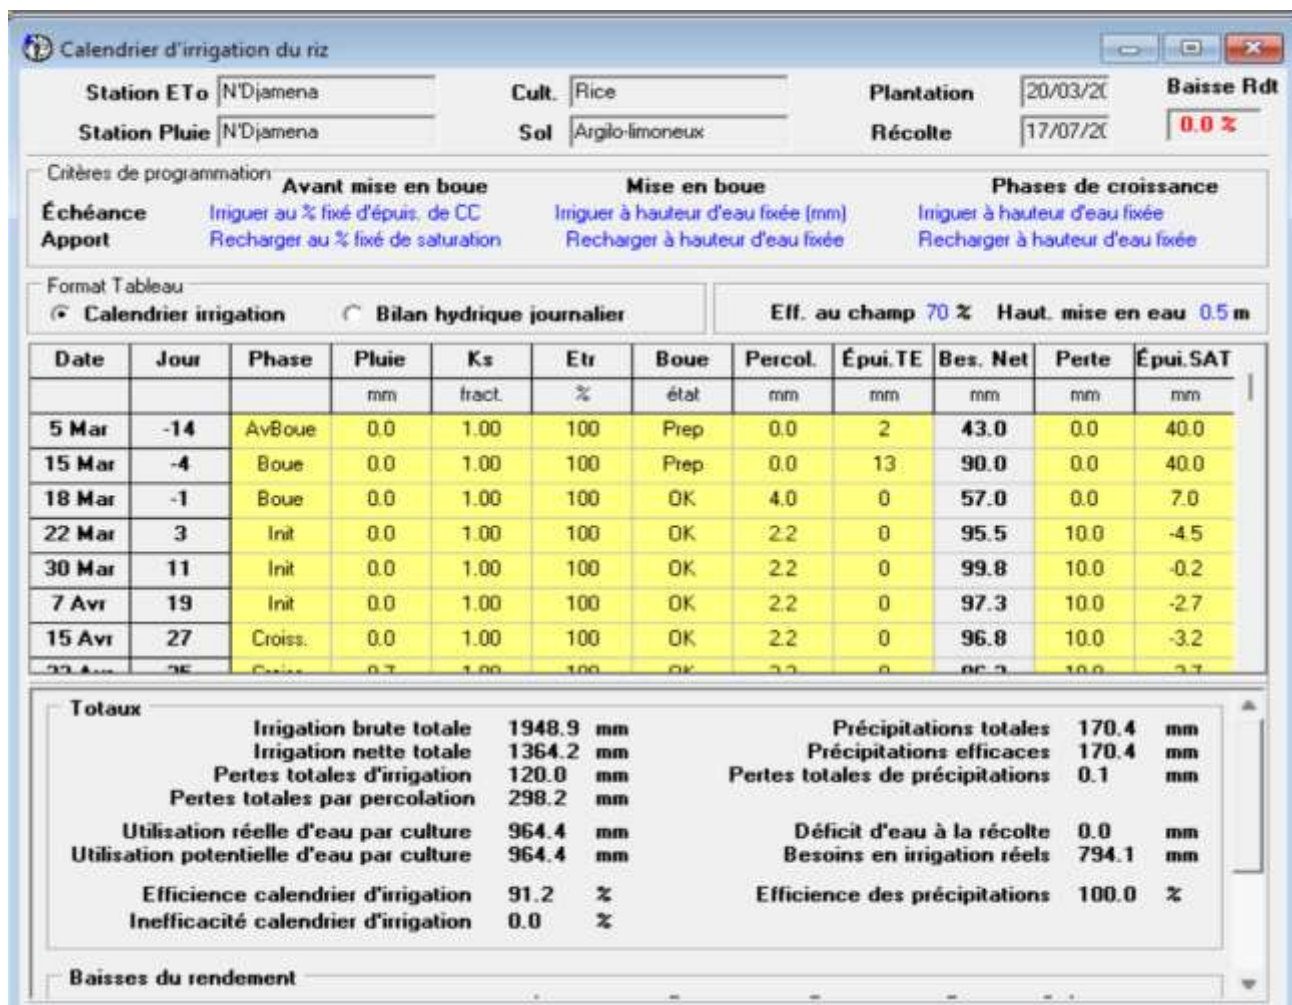 Calendrier d'irrigation du riz
Station ETo N'Djamena Cult. Rice Plantation 20/03/20 Baisse Rdt
Station Pluie N'Djamena Sol Argilo-limoneux Récolte 17/07/20 0.0 %
Critères de programmation
Avant mise en boue Mise en boue Phases de croissance
Échéance Irriguer au % fixé d'épuis. de CC Irriguer à hauteur d'eau fixée (mm) Irriguer à hauteur d'eau fixée
Apport Recharger au % fixé de saturation Recharger à hauteur d'eau fixée Recharger à hauteur d'eau fixée
Format Tableau
Calendrier irrigation Bilan hydrique journalier Eff. au champ 70 % Haut. mise en eau 0.5 m
Date Jour Phase Pluie Ks Etr Boue Percol. Épui.TE Bes. Net Perte Épui.SAT
mm fract. % état mm mm mm mm mm
5 Mar -14 AvBoue 0.0 1.00 100 Prep 0.0 2 43.0 0.0 40.0
15 Mar -4 Boue 0.0 1.00 100 Prep 0.0 13 90.0 0.0 40.0
18 Mar -1 Boue 0.0 1.00 100 OK 4.0 0 57.0 0.0 7.0
22 Mar 3 Init 0.0 1.00 100 OK 2.2 0 95.5 10.0 -4.5
30 Mar 11 Init 0.0 1.00 100 OK 2.2 0 99.8 10.0 -0.2
7 Avr 19 Init 0.0 1.00 100 OK 2.2 0 97.3 10.0 -2.7
15 Avr 27 Croiss. 0.0 1.00 100 OK 2.2 0 96.8 10.0 -3.2
Totaux
Irrigation brute totale 1948.9 mm Précipitations totales 170.4 mm
Irrigation nette totale 1364.2 mm Précipitations efficaces 170.4 mm
Pertes totales d'irrigation 120.0 mm Pertes totales de précipitations 0.1 mm
Pertes totales par percolation 298.2 mm
Utilisation réelle d'eau par culture 964.4 mm Déficit d'eau à la récolte 0.0 mm
Utilisation potentielle d'eau par culture 964.4 mm Besoins en irrigation réels 794.1 mm
Efficience calendrier d'irrigation 91.2 % Efficience des précipitations 100.0 %
Inefficacité calendrier d'irrigation 0.0 %
Baisses du rendement